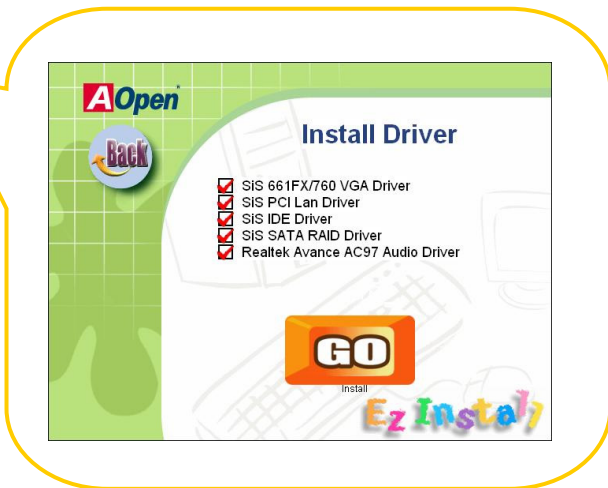 AOpen
Back
Install Driver
SiS 661FX/760 VGA Driver
SiS PCI Lan Driver
SiS IDE Driver
SiS SATA RAID Driver
Realtek Avance AC97 Audio Driver
GO
Install
Ez Install